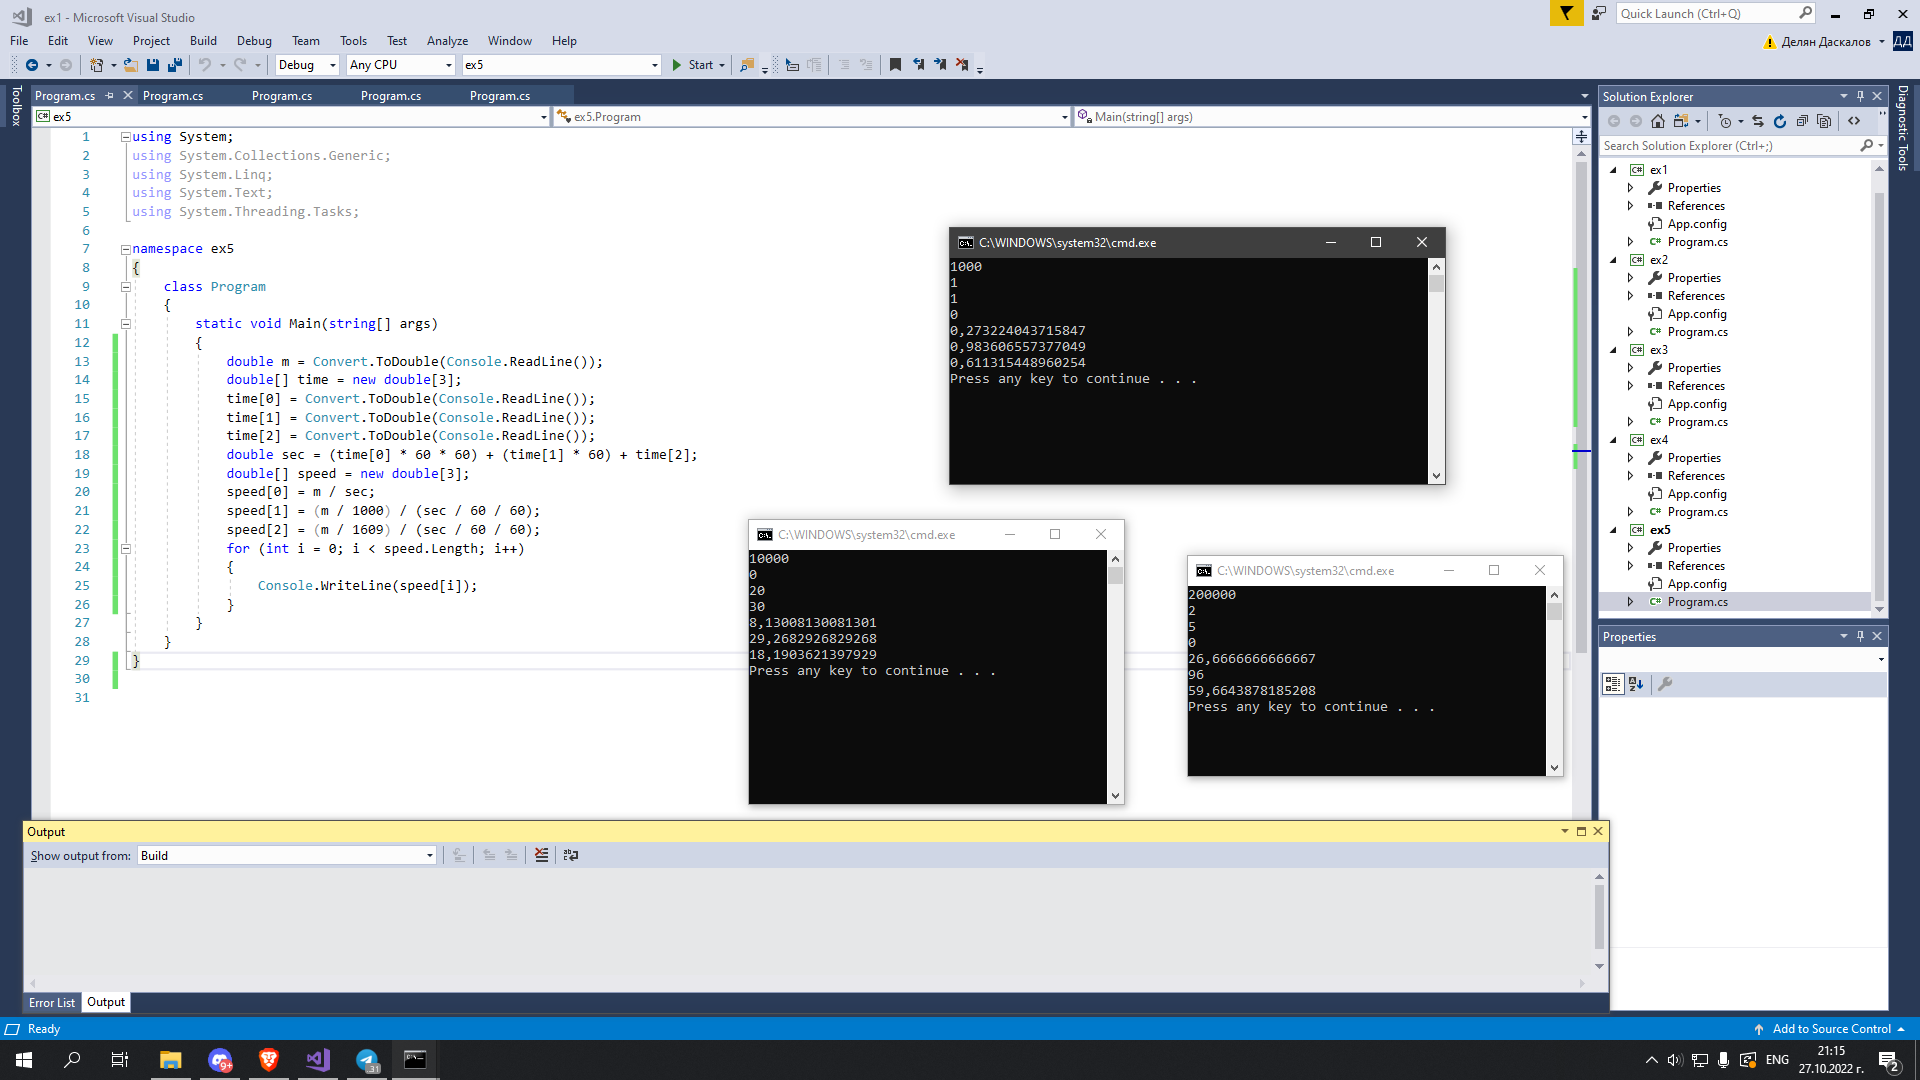 ex1 - Microsoft Visual Studio
Quick Launch (Ctrl+Q)
File Edit View Project Build Debug Team Tools Test Analyze Window Help
Делян Даскалов
ДД
Debug Any CPU ex5 Start
Toolbox
Program.cs Program.cs Program.cs Program.cs Program.cs
ex5 ex5.Program Main(string[] args)
1 using System;
2 using System.Collections.Generic;
3 using System.Linq;
4 using System.Text;
5 using System.Threading.Tasks;
6
7 namespace ex5
8 {
9 class Program
10 {
11 static void Main(string[] args)
12 {
13 double m = Convert.ToDouble(Console.ReadLine());
14 double[] time = new double[3];
15 time[0] = Convert.ToDouble(Console.ReadLine());
16 time[1] = Convert.ToDouble(Console.ReadLine());
17 time[2] = Convert.ToDouble(Console.ReadLine());
18 double sec = (time[0] * 60 * 60) + (time[1] * 60) + time[2];
19 double[] speed = new double[3];
20 speed[0] = m / sec;
21 speed[1] = (m / 1000) / (sec / 60 / 60);
22 speed[2] = (m / 1609) / (sec / 60 / 60);
23 for (int i = 0; i < speed.Length; i++)
24 {
25 Console.WriteLine(speed[i]);
26 }
27 }
28 }
29 }
30
31
C:\WINDOWS\system32\cmd.exe
1000
1
1
0
0,273224043715847
0,983606557377049
0,611315448960254
Press any key to continue . . .
C:\WINDOWS\system32\cmd.exe
10000
0
20
30
8,13008130081301
29,2682926829268
18,1903621397929
Press any key to continue . . .
C:\WINDOWS\system32\cmd.exe
200000
2
5
0
26,6666666666667
96
59,6643878185208
Press any key to continue . . .
Solution Explorer
Search Solution Explorer (Ctrl+;)
C# ex1
Properties
References
App.config
C# Program.cs
C# ex2
Properties
References
App.config
C# Program.cs
C# ex3
Properties
References
App.config
C# Program.cs
C# ex4
Properties
References
App.config
C# Program.cs
C# ex5
Properties
References
App.config
C# Program.cs
Properties
Diagnostic Tools
Output
Show output from: Build
Error List Output
Ready
Add to Source Control
9+
31
ENG
21:15
27.10.2022 г.
2